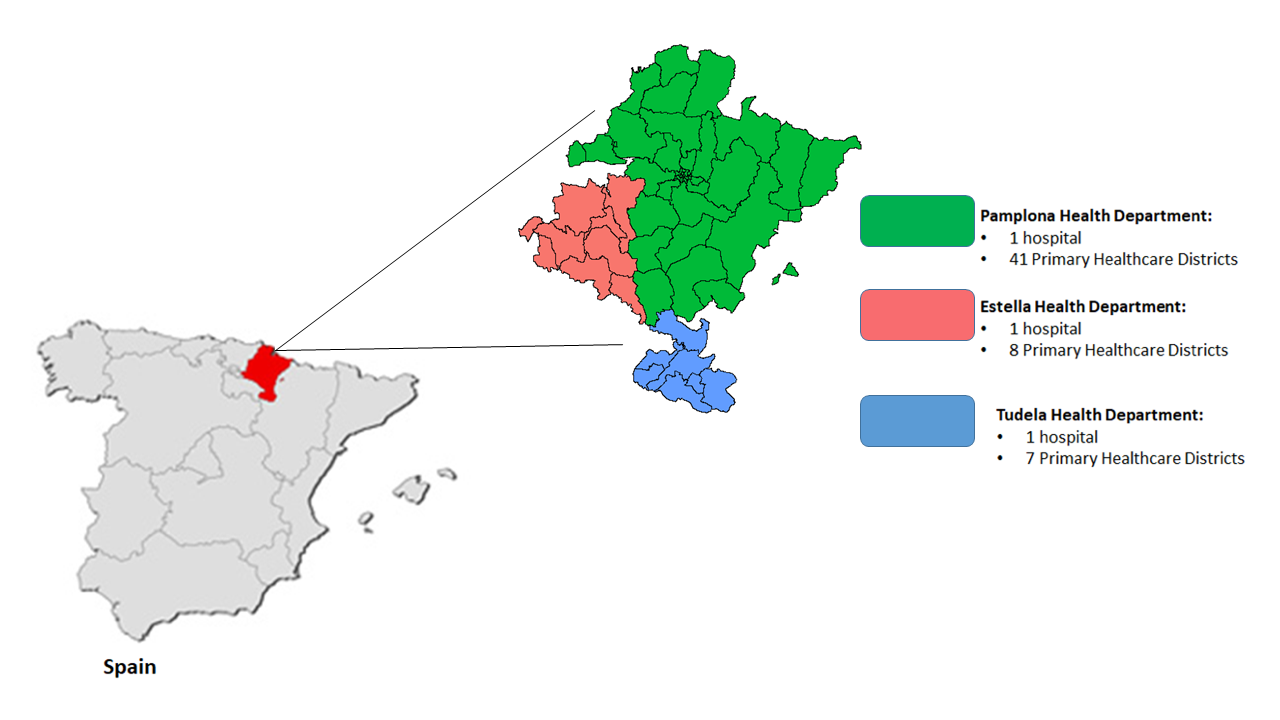 Pamplona Health Department:
• 1 hospital
• 41 Primary Healthcare Districts
Estella Health Department:
• 1 hospital
• 8 Primary Healthcare Districts
Tudela Health Department:
• 1 hospital
• 7 Primary Healthcare Districts
Spain